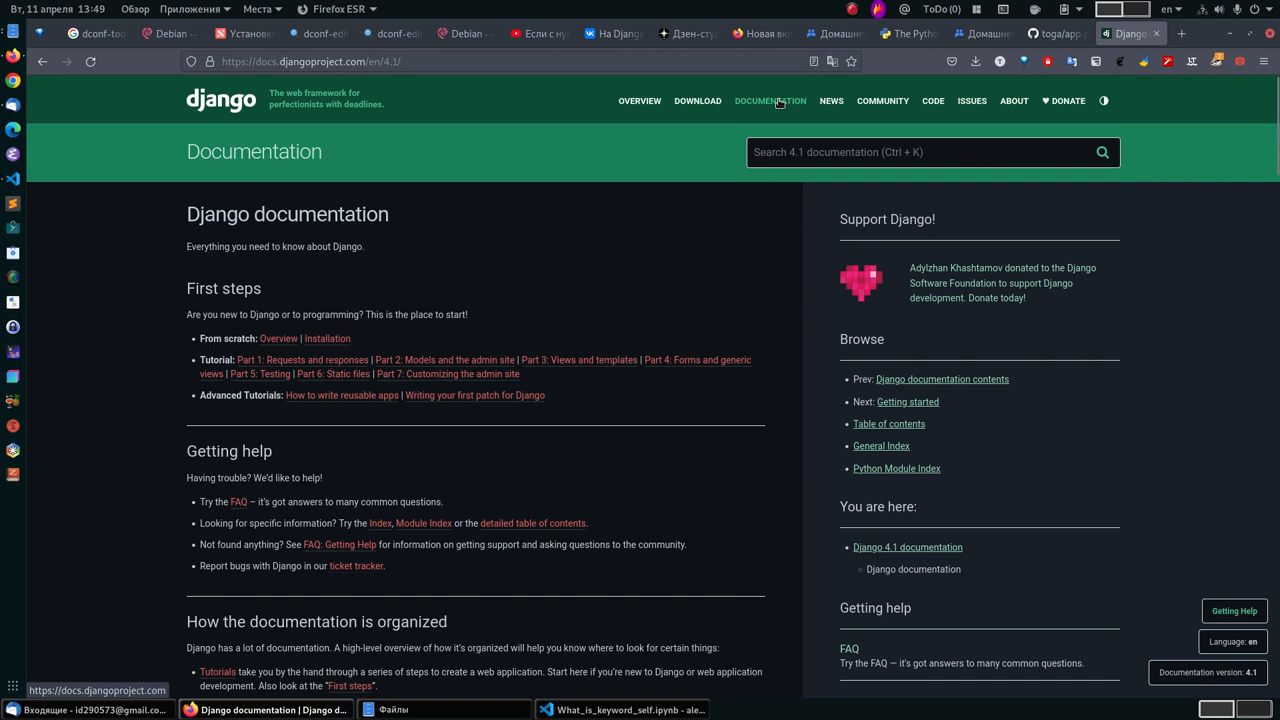 Вт, 11 апреля 13:49
Обзор
Приложения
Места
Firefox ESR
ToDo (0)
en
dconf-too
Debian —
dconf-edit
dconf-edit
Debian —
Если с ну
На Django
Дзен-сту
Новая вк
Домашне
The Pytho
Домашне
toga/app.
Django
https://docs.djangoproject.com/en/4.1/
django
The web framework for
perfectionists with deadlines.
OVERVIEW
DOWNLOAD
DOCUMENTATION
NEWS
COMMUNITY
CODE
ISSUES
ABOUT
♥ DONATE
Documentation
Search 4.1 documentation (Ctrl + K)
Django documentation
Everything you need to know about Django.
First steps
Are you new to Django or to programming? This is the place to start!
• From scratch: Overview | Installation
• Tutorial: Part 1: Requests and responses | Part 2: Models and the admin site | Part 3: Views and templates | Part 4: Forms and generic
views | Part 5: Testing | Part 6: Static files | Part 7: Customizing the admin site
• Advanced Tutorials: How to write reusable apps | Writing your first patch for Django
Getting help
Having trouble? We'd like to help!
• Try the FAQ – it's got answers to many common questions.
• Looking for specific information? Try the Index, Module Index or the detailed table of contents.
• Not found anything? See FAQ: Getting Help for information on getting support and asking questions to the community.
• Report bugs with Django in our ticket tracker.
How the documentation is organized
Django has a lot of documentation. A high-level overview of how it's organized will help you know where to look for certain things:
• Tutorials take you by the hand through a series of steps to create a web application. Start here if you're new to Django or web application
development. Also look at the "First steps".
Support Django!
Adylzhan Khashtamov donated to the Django
Software Foundation to support Django
development. Donate today!
Browse
• Prev: Django documentation contents
• Next: Getting started
• Table of contents
• General Index
• Python Module Index
You are here:
• Django 4.1 documentation
◦ Django documentation
Getting help
FAQ
Try the FAQ — it's got answers to many common questions.
Getting Help
Language: en
Documentation version: 4.1
https://docs.djangoproject.com
Входящие - id290573@gmail.co...
Django documentation | Django d...
Файлы
What_is_keyword_self.ipynb - ale...